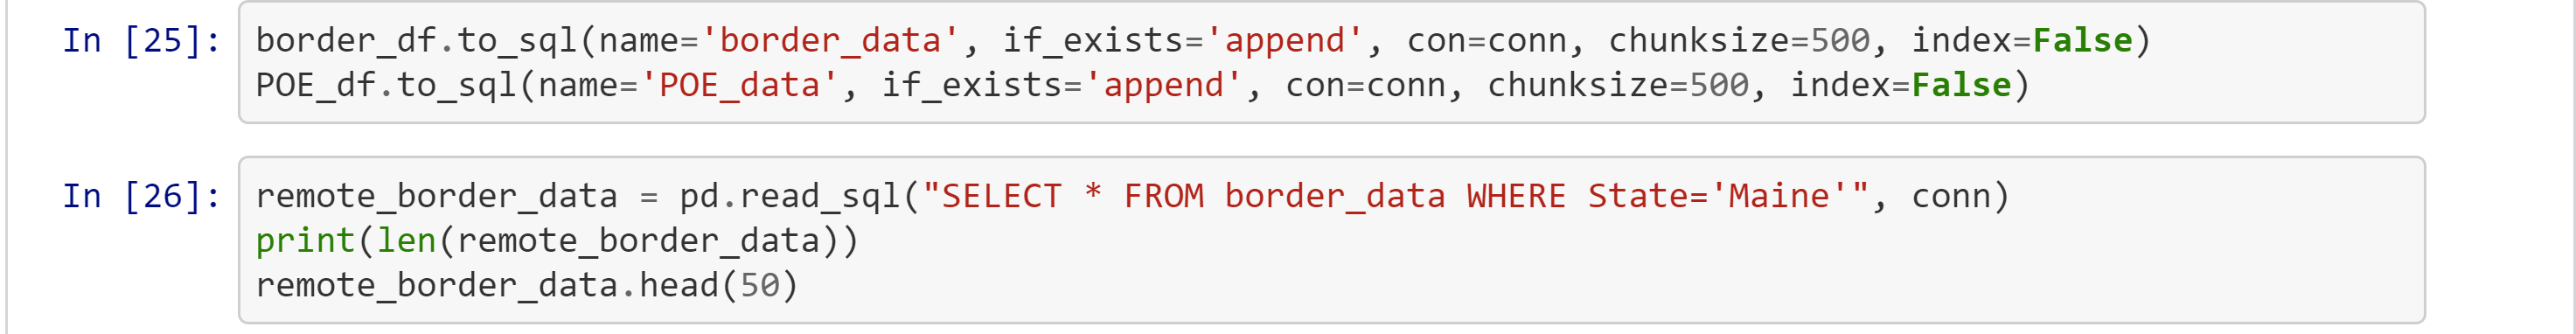 In [25]: border_df.to_sql(name='border_data', if_exists='append', con=conn, chunksize=500, index=False)
POE_df.to_sql(name='POE_data', if_exists='append', con=conn, chunksize=500, index=False)
In [26]: remote_border_data = pd.read_sql("SELECT * FROM border_data WHERE State='Maine'", conn)
print(len(remote_border_data))
remote_border_data.head(50)